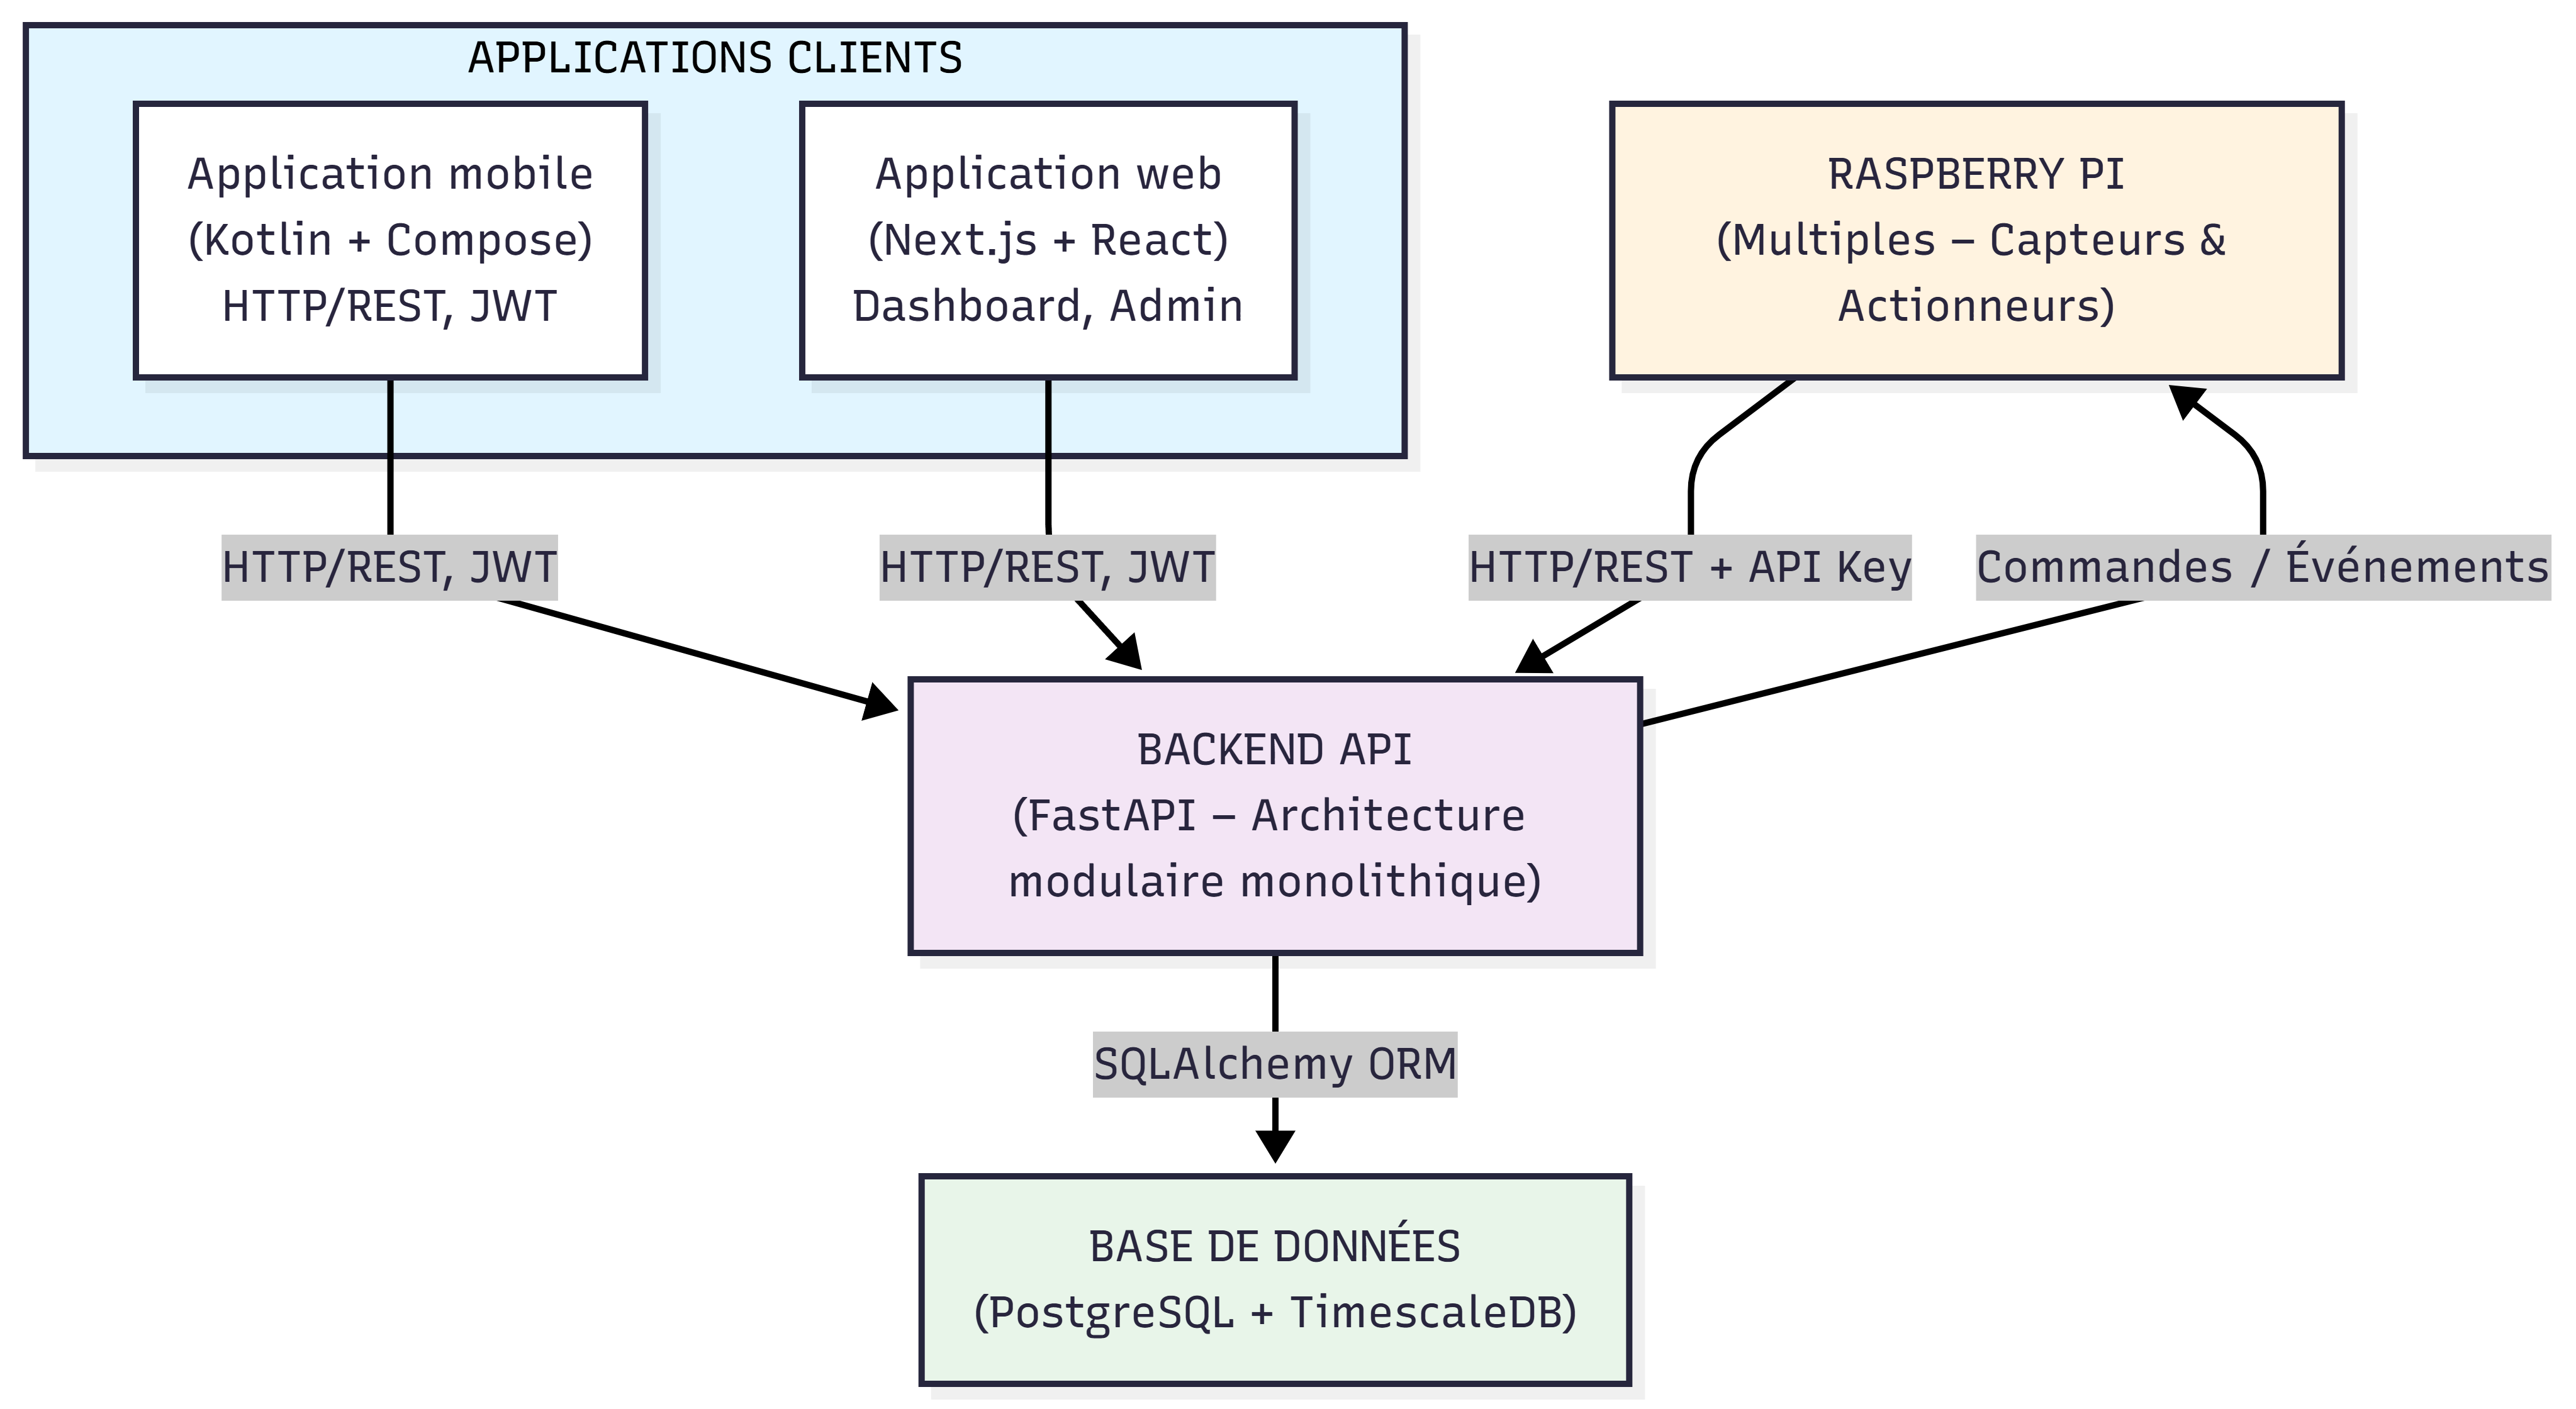 APPLICATIONS CLIENTS
Application mobile
(Kotlin + Compose)
HTTP/REST, JWT
Application web
(Next.js + React)
Dashboard, Admin
RASPBERRY PI
(Multiples – Capteurs &
Actionneurs)
HTTP/REST, JWT
HTTP/REST, JWT
HTTP/REST + API Key
Commandes / Événements
BACKEND API
(FastAPI – Architecture
modulaire monolithique)
SQLAlchemy ORM
BASE DE DONNÉES
(PostgreSQL + TimescaleDB)